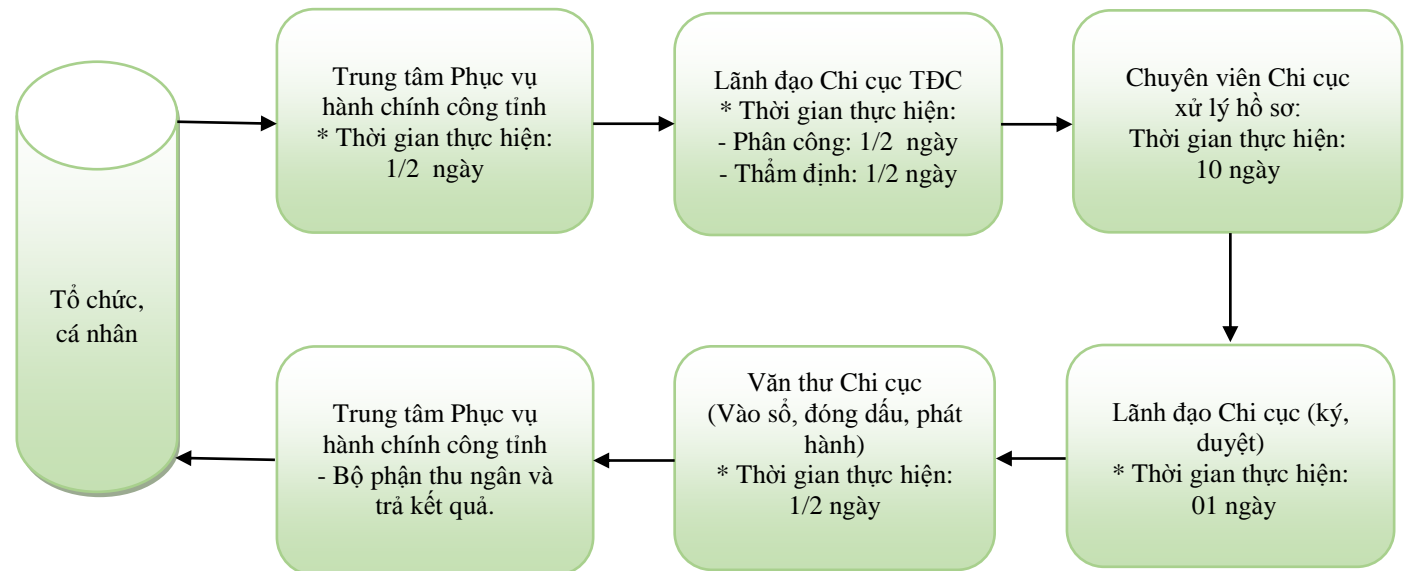 Tổ chức,
cá nhân
Trung tâm Phục vụ
hành chính công tỉnh
* Thời gian thực hiện:
1/2 ngày
Lãnh đạo Chi cục TĐC
* Thời gian thực hiện:
- Phân công: 1/2 ngày
- Thẩm định: 1/2 ngày
Chuyên viên Chi cục
xử lý hồ sơ:
Thời gian thực hiện:
10 ngày
Lãnh đạo Chi cục (ký,
duyệt)
* Thời gian thực hiện:
01 ngày
Văn thư Chi cục
(Vào sổ, đóng dấu, phát
hành)
* Thời gian thực hiện:
1/2 ngày
Trung tâm Phục vụ
hành chính công tỉnh
- Bộ phận thu ngân và
trả kết quả.